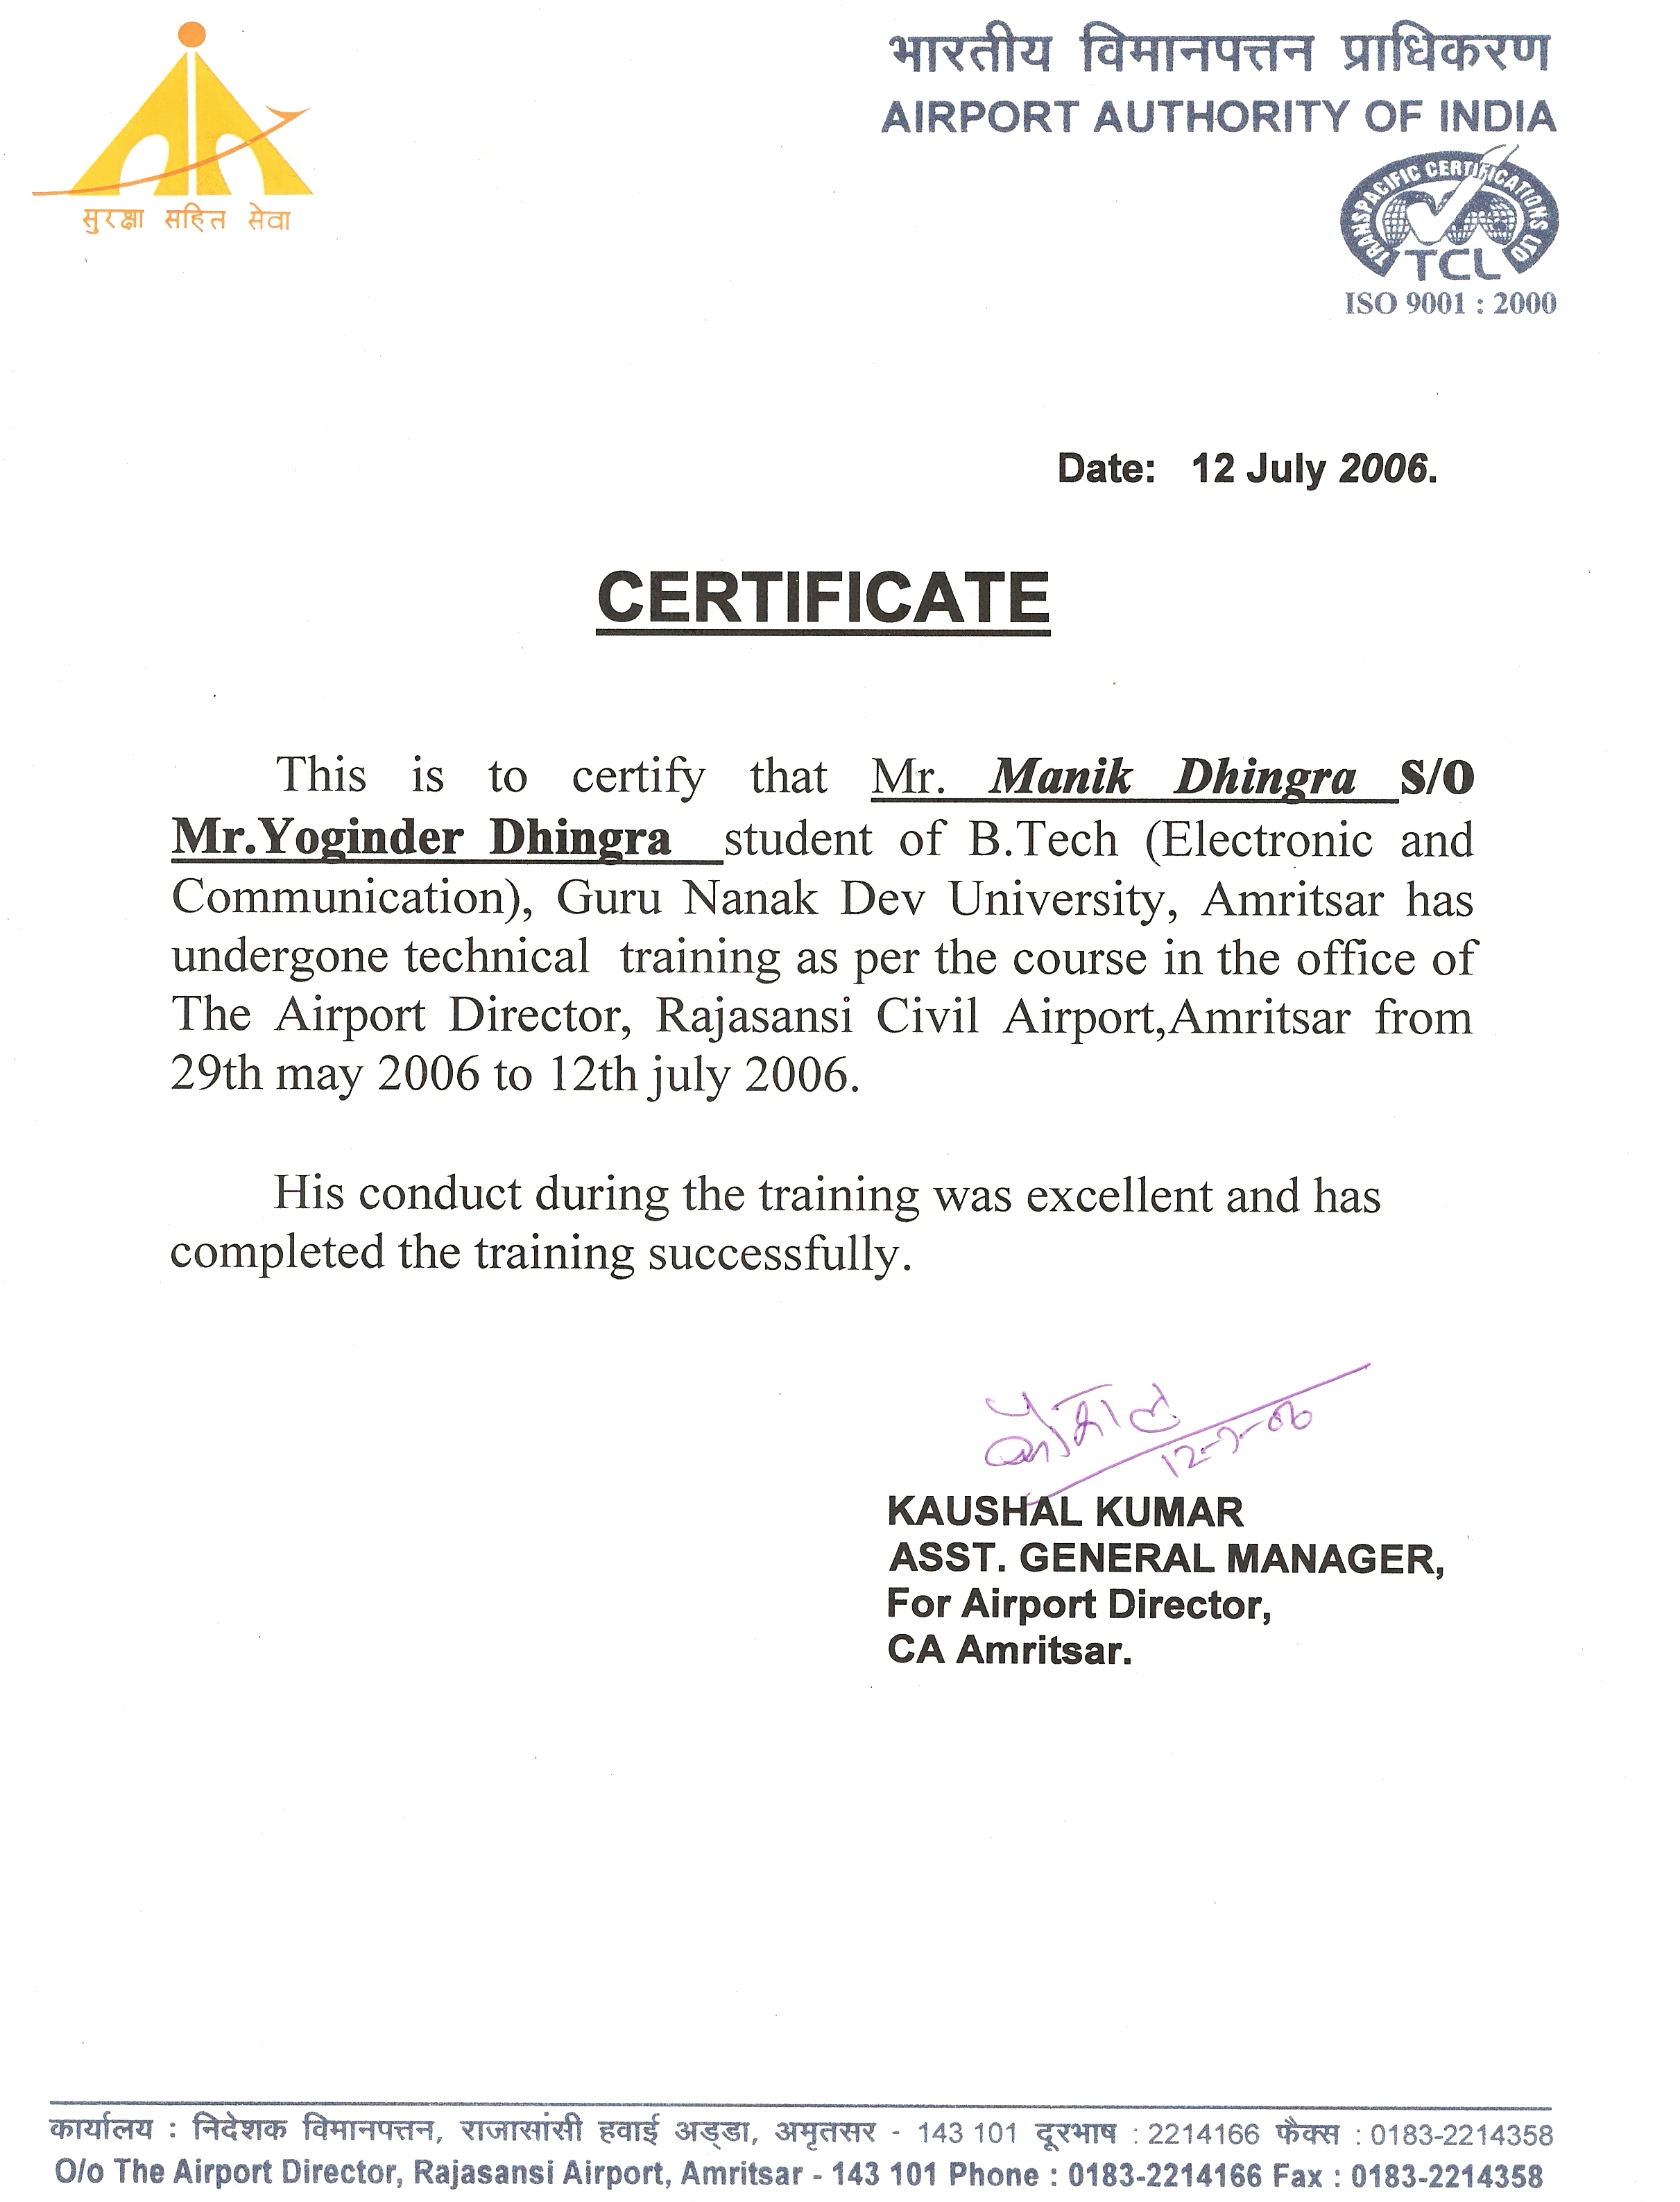 भारतीय विमानपत्तन प्राधिकरण
AIRPORT AUTHORITY OF INDIA
सुरक्षा सहित सेवा
TRANSPACIFIC CERTIFICATIONS LTD
TCL
ISO 9001 : 2000
Date: 12 July 2006.
CERTIFICATE
This is to certify that Mr. Manik Dhingra S/O
Mr.Yoginder Dhingra student of B.Tech (Electronic and
Communication), Guru Nanak Dev University, Amritsar has
undergone technical training as per the course in the office of
The Airport Director, Rajasansi Civil Airport,Amritsar from
29th may 2006 to 12th july 2006.
His conduct during the training was excellent and has
completed the training successfully.
12-7-06
KAUSHAL KUMAR
ASST. GENERAL MANAGER,
For Airport Director,
CA Amritsar.
कार्यालय : निदेशक विमानपत्तन, राजासांसी हवाई अड्डा, अमृतसर - 143 101 दूरभाष : 2214166 फैक्स : 0183-2214358
O/o The Airport Director, Rajasansi Airport, Amritsar - 143 101 Phone : 0183-2214166 Fax : 0183-2214358